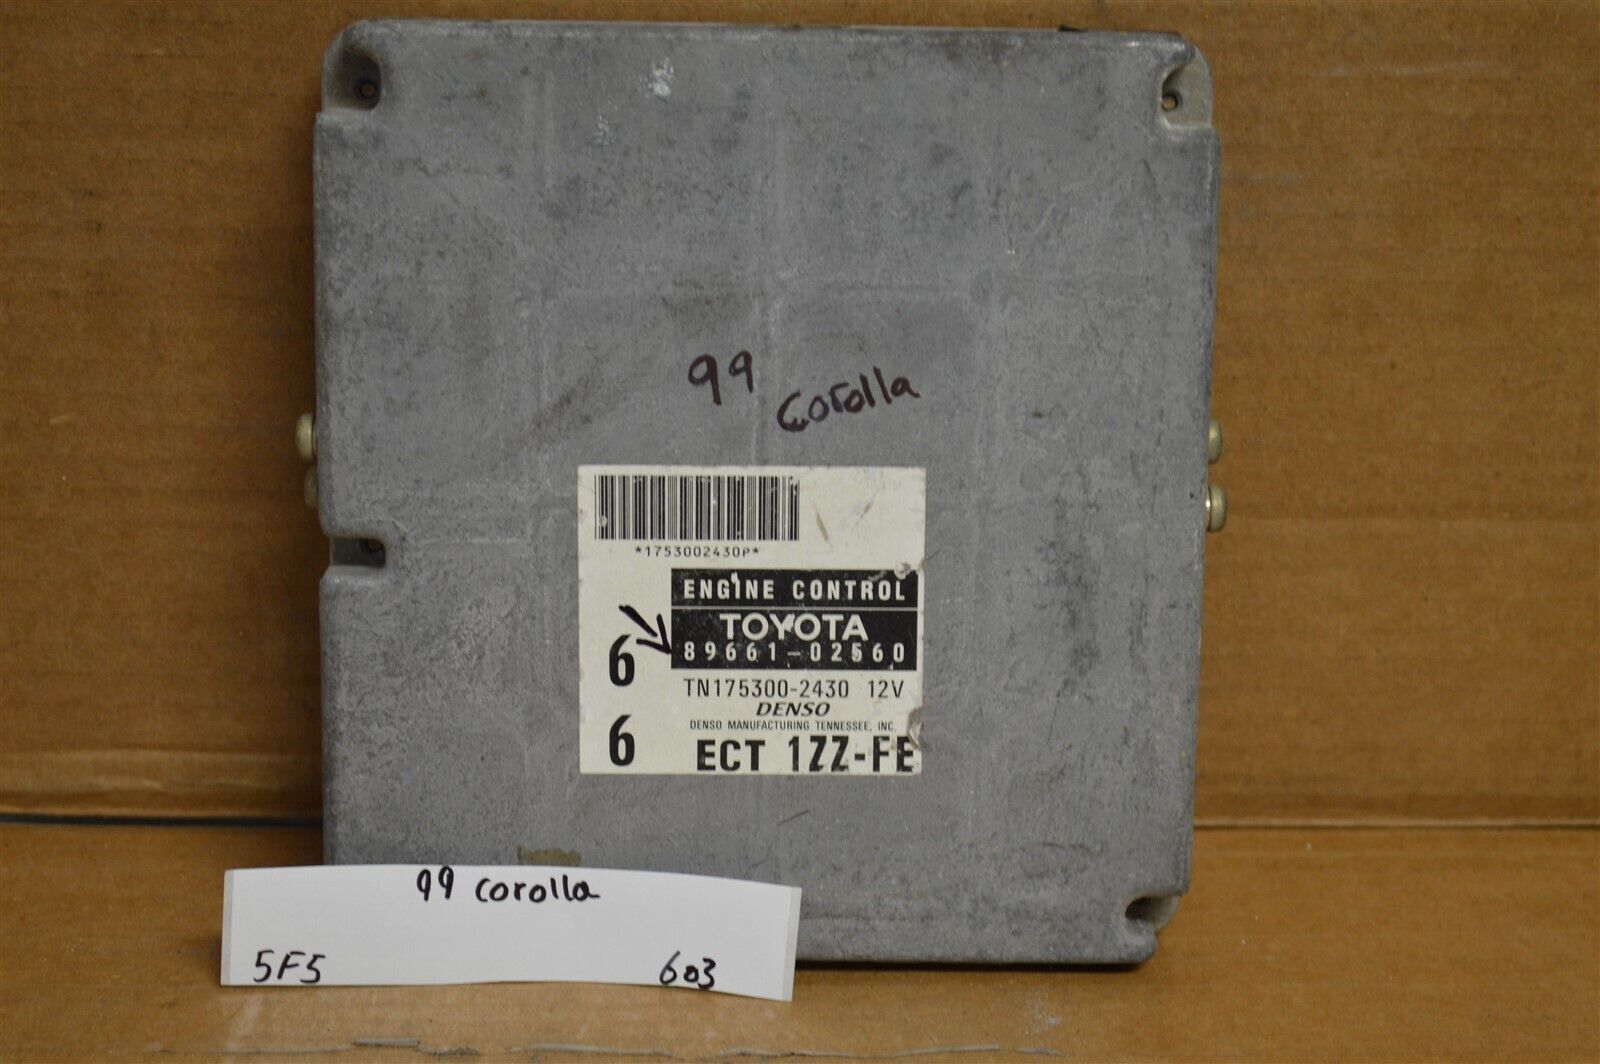 99 corolla
*1753002430P*
ENGINE CONTROL
TOYOTA
6 89661-02560
TN175300-2430 12V
DENSO
DENSO MANUFACTURING TENNESSEE, INC.
6 ECT 1ZZ-FE
99 corolla
5F5 603